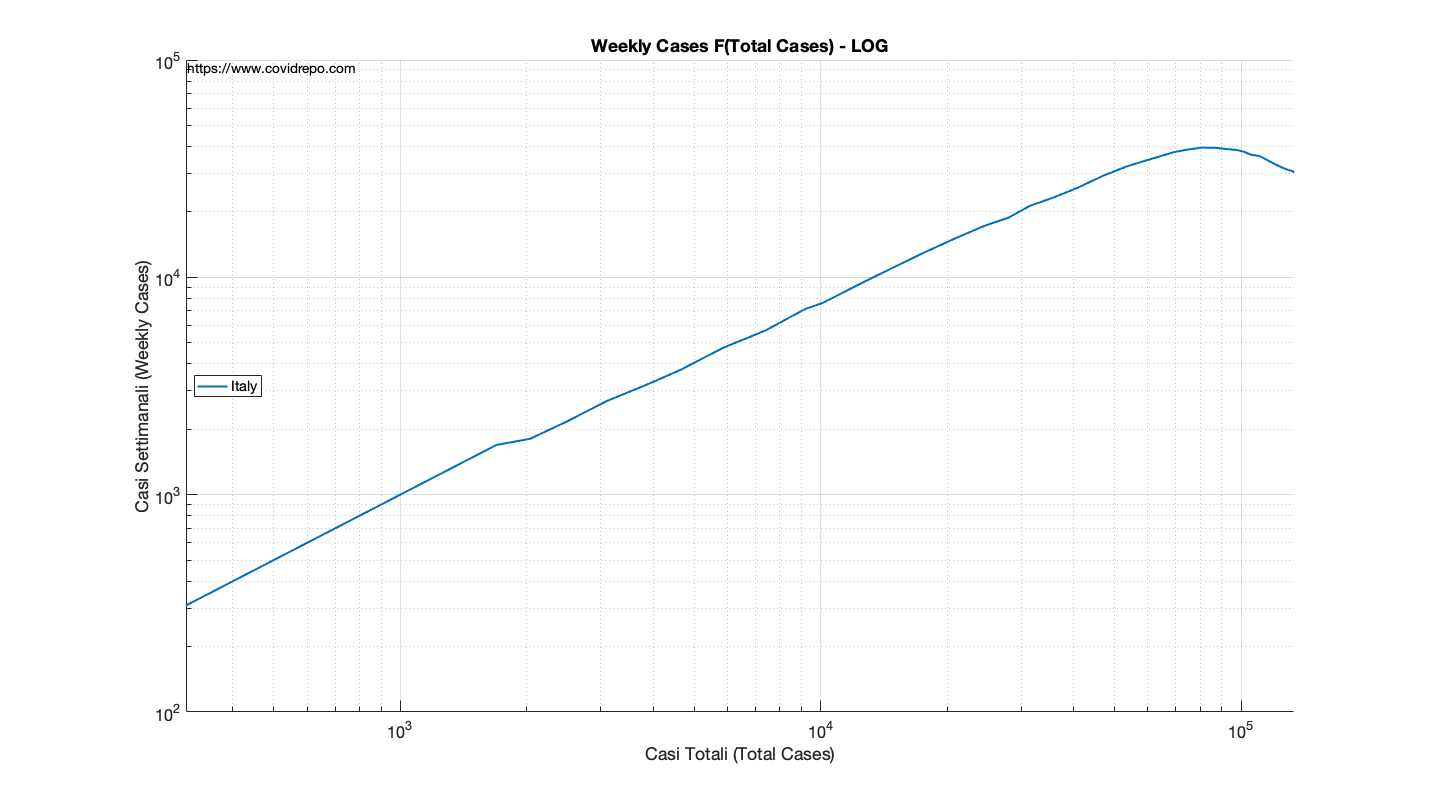 Weekly Cases F(Total Cases) - LOG
https://www.covidrepo.com
10^5
10^4
10^3
10^2
Casi Settimanali (Weekly Cases)
Italy
10^3
10^4
10^5
Casi Totali (Total Cases)